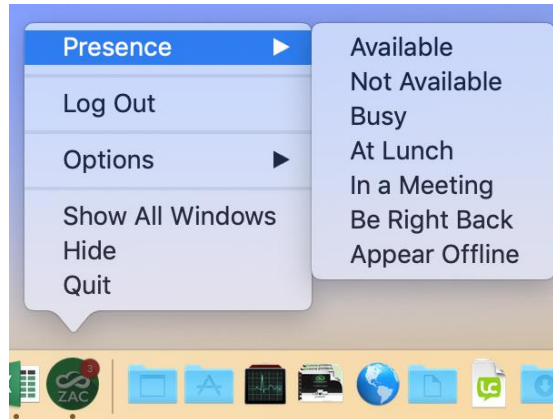 Presence
Log Out
Options
Show All Windows
Hide
Quit
Available
Not Available
Busy
At Lunch
In a Meeting
Be Right Back
Appear Offline
3
ZAC